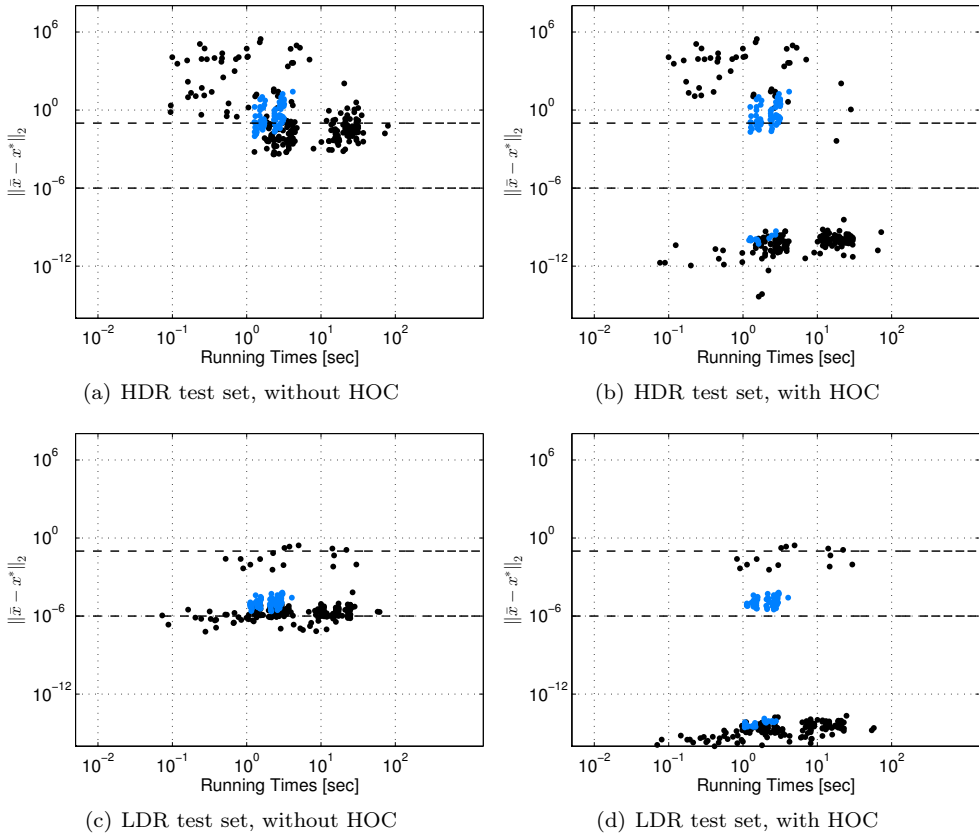 10^6
10^0
10^−6
10^−12
||x̄ − x*||_2
10^−2 10^−1 10^0 10^1 10^2
Running Times [sec]
(a) HDR test set, without HOC
10^6
10^0
10^−6
10^−12
||x̄ − x*||_2
10^−2 10^−1 10^0 10^1 10^2
Running Times [sec]
(b) HDR test set, with HOC
10^6
10^0
10^−6
10^−12
||x̄ − x*||_2
10^−2 10^−1 10^0 10^1 10^2
Running Times [sec]
(c) LDR test set, without HOC
10^6
10^0
10^−6
10^−12
||x̄ − x*||_2
10^−2 10^−1 10^0 10^1 10^2
Running Times [sec]
(d) LDR test set, with HOC